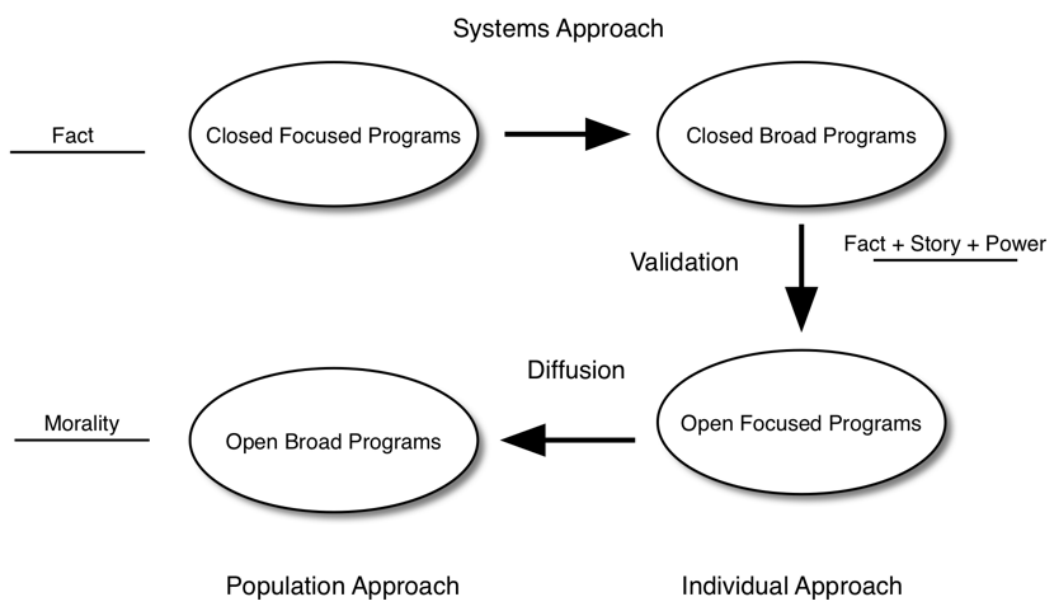 Systems Approach
Fact
Closed Focused Programs
Closed Broad Programs
Validation
Fact + Story + Power
Diffusion
Morality
Open Broad Programs
Open Focused Programs
Population Approach
Individual Approach